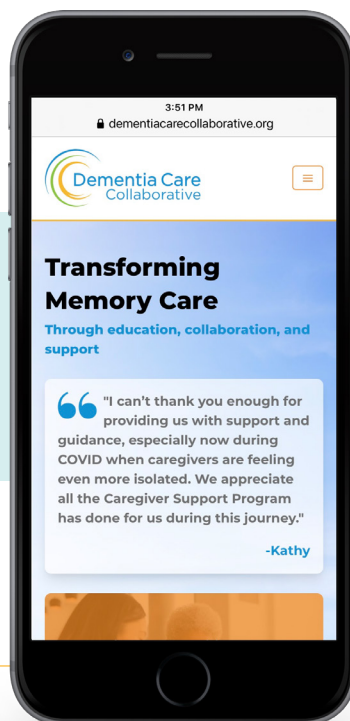 3:51 PM
dementiacarecollaborative.org
Dementia Care
Collaborative
Transforming
Memory Care
Through education, collaboration, and
support
"I can't thank you enough for
providing us with support and
guidance, especially now during
COVID when caregivers are feeling
even more isolated. We appreciate
all the Caregiver Support Program
has done for us during this journey."
-Kathy